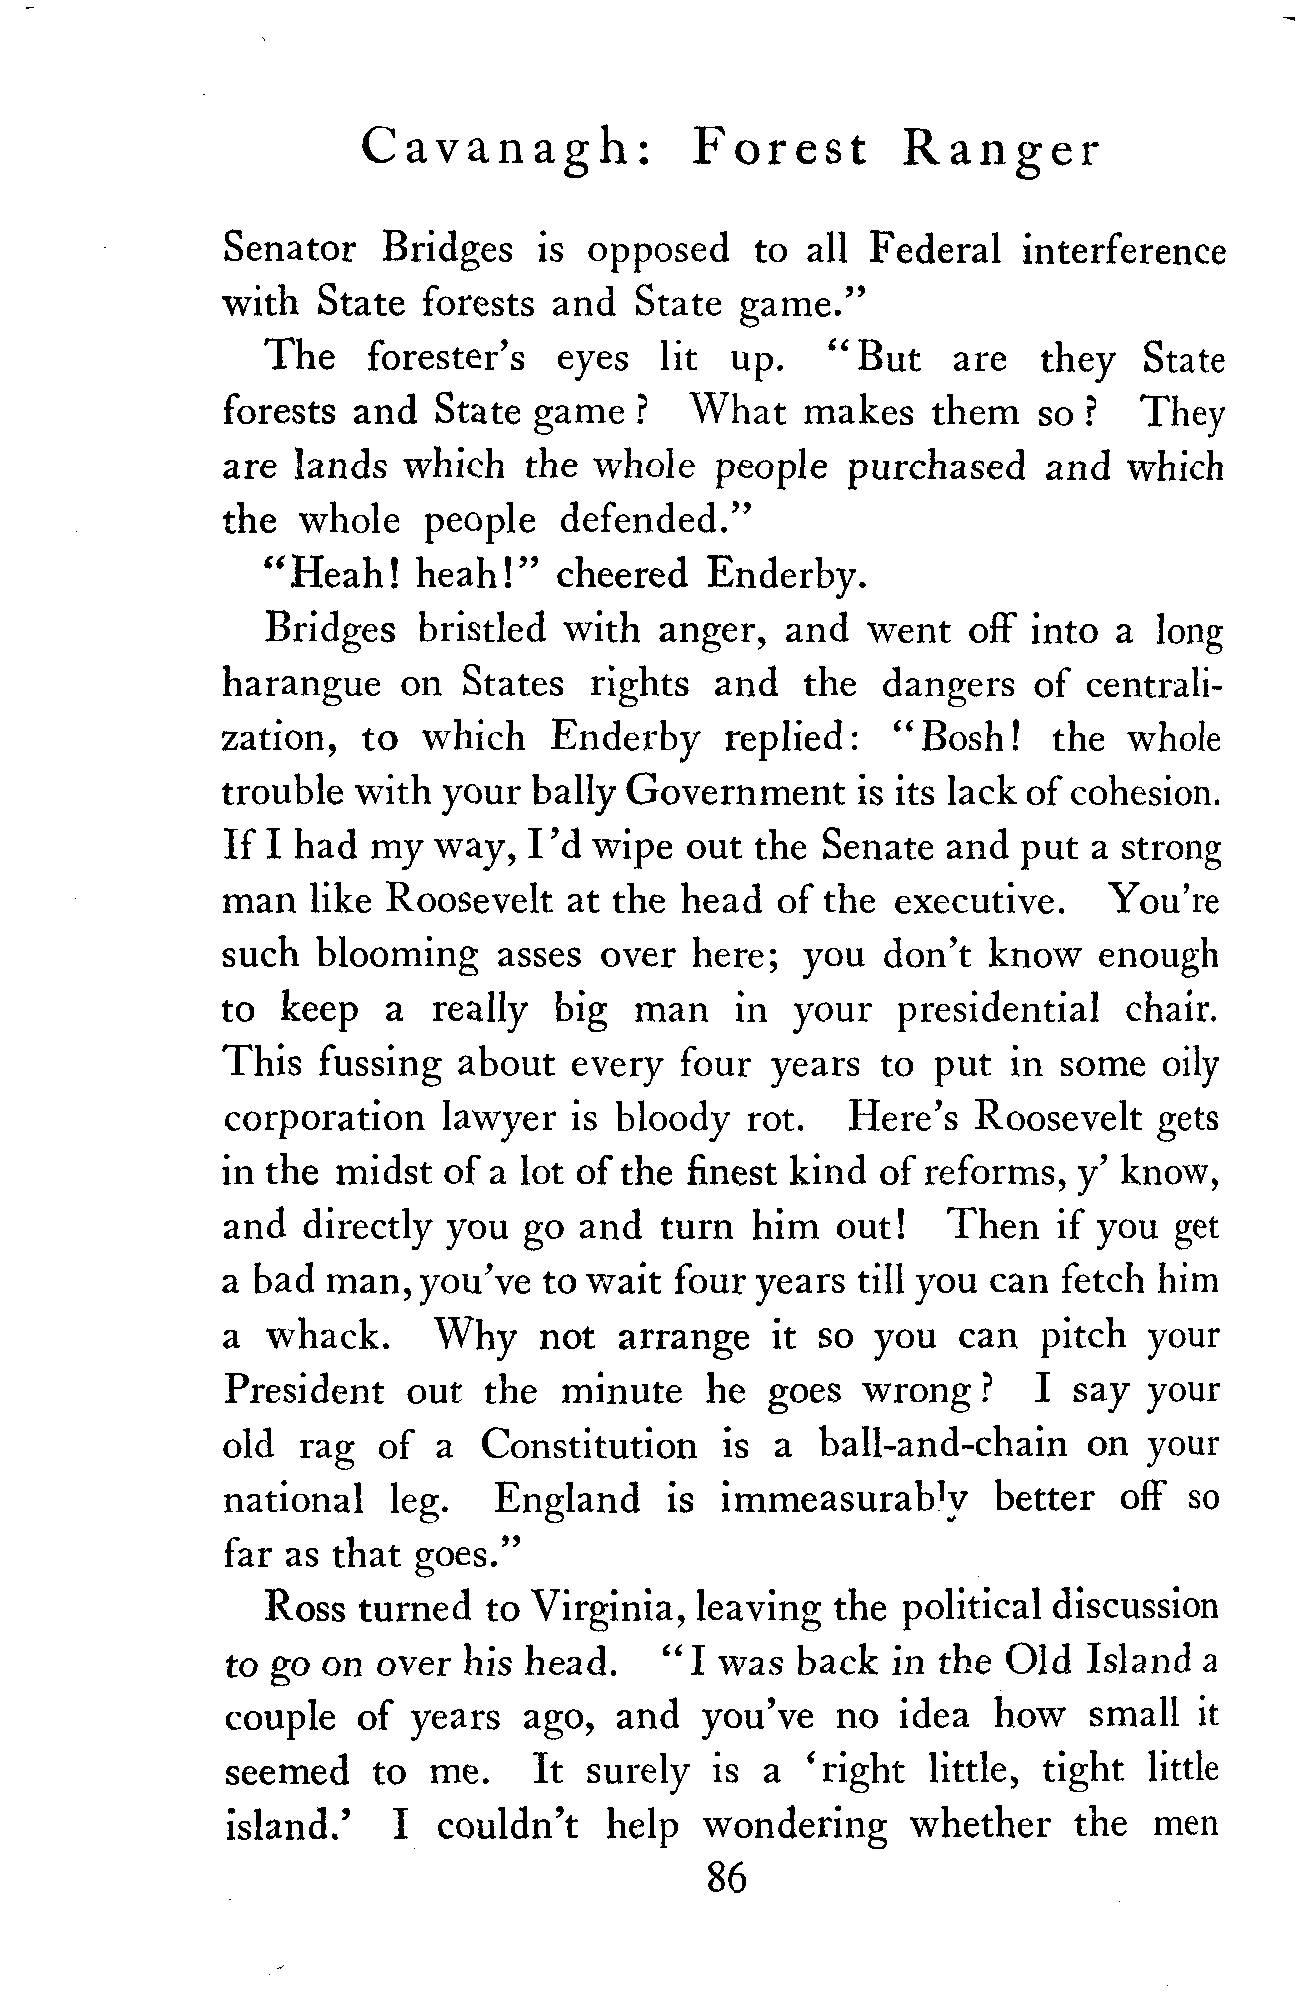 Cavanagh: Forest Ranger
Senator Bridges is opposed to all Federal interference
with State forests and State game."
The forester's eyes lit up. "But are they State
forests and State game? What makes them so? They
are lands which the whole people purchased and which
the whole people defended."
"Heah! heah!" cheered Enderby.
Bridges bristled with anger, and went off into a long
harangue on States rights and the dangers of centrali-
zation, to which Enderby replied: "Bosh! the whole
trouble with your bally Government is its lack of cohesion.
If I had my way, I'd wipe out the Senate and put a strong
man like Roosevelt at the head of the executive. You're
such blooming asses over here; you don't know enough
to keep a really big man in your presidential chair.
This fussing about every four years to put in some oily
corporation lawyer is bloody rot. Here's Roosevelt gets
in the midst of a lot of the finest kind of reforms, y' know,
and directly you go and turn him out! Then if you get
a bad man, you've to wait four years till you can fetch him
a whack. Why not arrange it so you can pitch your
President out the minute he goes wrong? I say your
old rag of a Constitution is a ball-and-chain on your
national leg. England is immeasurably better off so
far as that goes."
Ross turned to Virginia, leaving the political discussion
to go on over his head. "I was back in the Old Island a
couple of years ago, and you've no idea how small it
seemed to me. It surely is a 'right little, tight little
island.' I couldn't help wondering whether the men
86